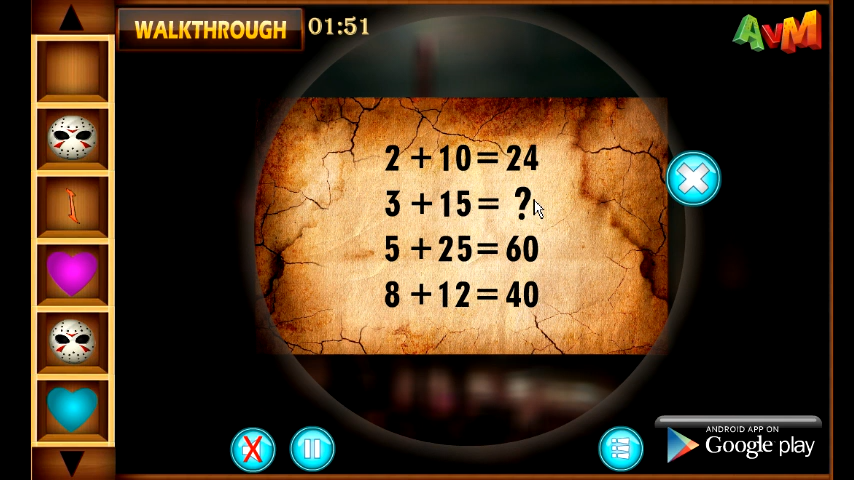 WALKTHROUGH 01:51
AVM
2 + 10 = 24
3 + 15 = ?
5 + 25 = 60
8 + 12 = 40
ANDROID APP ON
Google play